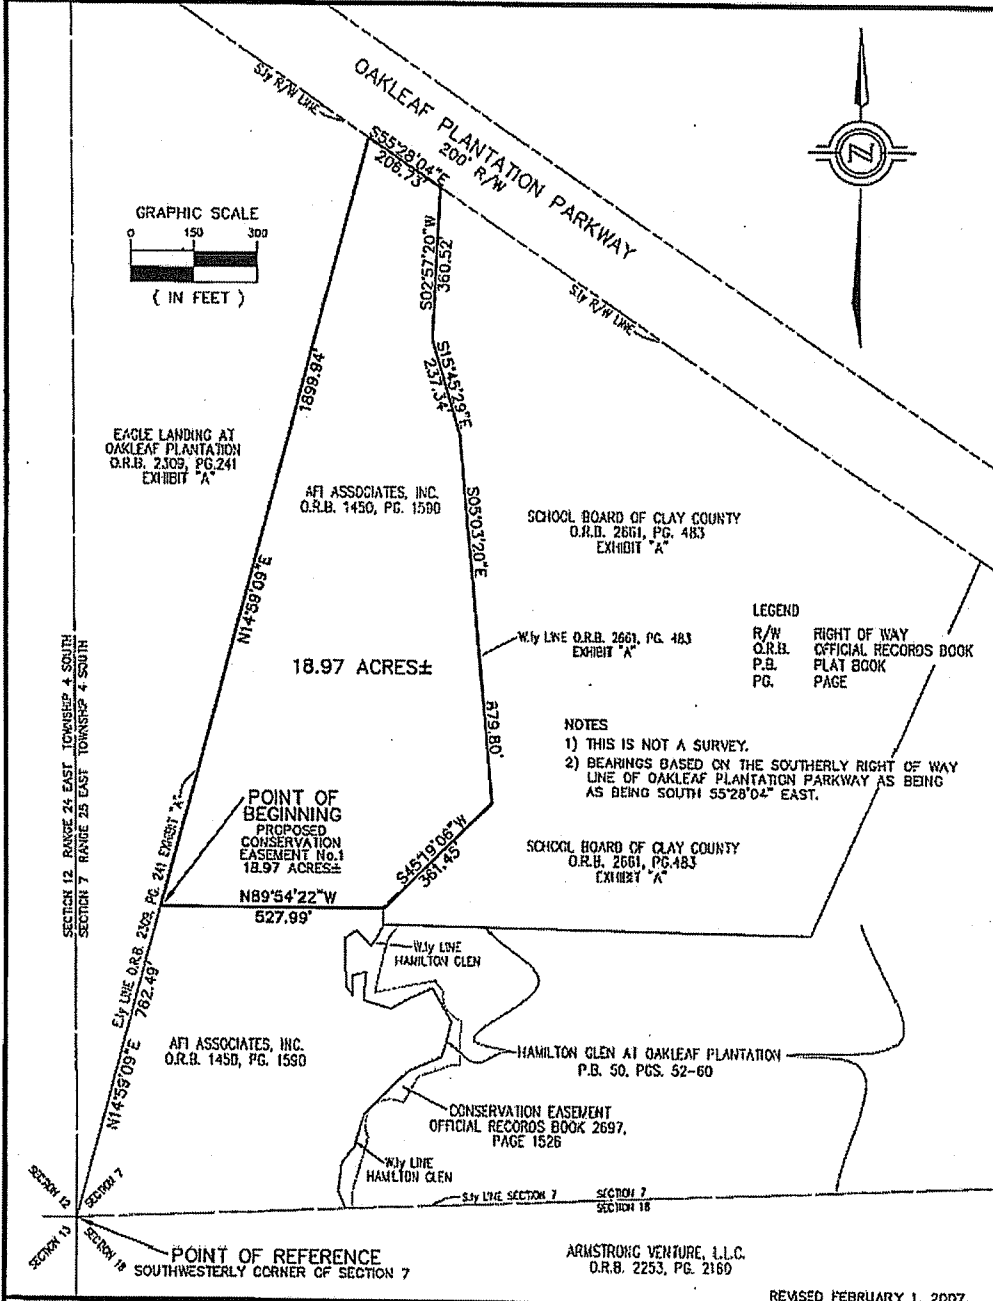 OAKLEAF PLANTATION PARKWAY
200' R/W
S.ly R/W LINE
S55°28'04"E
206.73'
GRAPHIC SCALE
0 150 300
( IN FEET )
Z
S02°57'20"W
360.52'
S.ly R/W LINE
S15°45'29"E
237.34'
1899.94'
N14°59'09"E
EAGLE LANDING AT
OAKLEAF PLANTATION
O.R.B. 2309, PG.241
EXHIBIT "A"
AFI ASSOCIATES, INC.
O.R.B. 1450, PG. 1590
S05°03'20"E
879.80'
SCHOOL BOARD OF CLAY COUNTY
O.R.B. 2661, PG. 483
EXHIBIT "A"
LEGEND
R/W RIGHT OF WAY
O.R.B. OFFICIAL RECORDS BOOK
P.B. PLAT BOOK
PG. PAGE
W.ly LINE O.R.B. 2661, PG. 483
EXHIBIT "A"
18.97 ACRES±
SECTION 12 RANGE 24 EAST TOWNSHIP 4 SOUTH
SECTION 7 RANGE 25 EAST TOWNSHIP 4 SOUTH
NOTES
1) THIS IS NOT A SURVEY.
2) BEARINGS BASED ON THE SOUTHERLY RIGHT OF WAY
LINE OF OAKLEAF PLANTATION PARKWAY AS BEING
AS BEING SOUTH 55°28'04" EAST.
POINT OF
BEGINNING
PROPOSED
CONSERVATION
EASEMENT No.1
18.97 ACRES±
S45°19'06"W
361.45'
SCHOOL BOARD OF CLAY COUNTY
O.R.B. 2661, PG.483
EXHIBIT "A"
N89°54'22"W
527.99'
E.ly LINE O.R.B. 2309, PG. 241 EXHIBIT "A"
N14°59'09"E 782.49'
W.ly LINE
HAMILTON GLEN
AFI ASSOCIATES, INC.
O.R.B. 1450, PG. 1590
HAMILTON GLEN AT OAKLEAF PLANTATION
P.B. 50, PGS. 52-60
CONSERVATION EASEMENT
OFFICIAL RECORDS BOOK 2697,
PAGE 1526
W.ly LINE
HAMILTON GLEN
SECTION 12
SECTION 7
S.ly LINE SECTION 7
SECTION 7
SECTION 18
SECTION 13
SECTION 18
POINT OF REFERENCE
SOUTHWESTERLY CORNER OF SECTION 7
ARMSTRONG VENTURE, L.L.C.
O.R.B. 2253, PG. 2160
REVISED FEBRUARY 1, 2007.